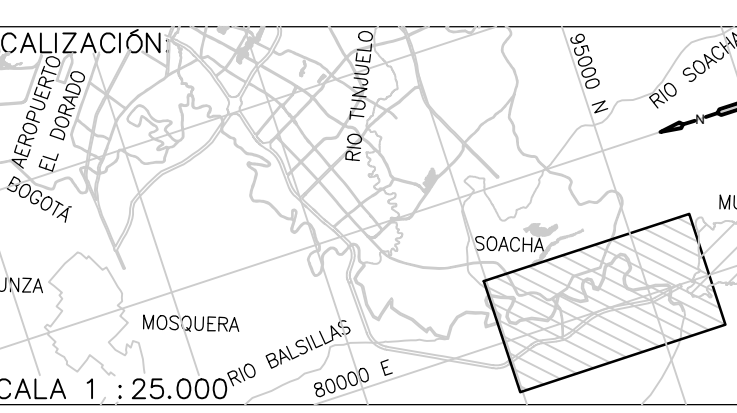 CALIZACIÓN:
AEROPUERTO
EL DORADO
BOGOTÁ
RIO TUNJUELO
95000 N
RIO SOACHA
N
MU
SOACHA
UNZA
MOSQUERA
RIO BALSILLAS
80000 E
CALA 1 : 25.000